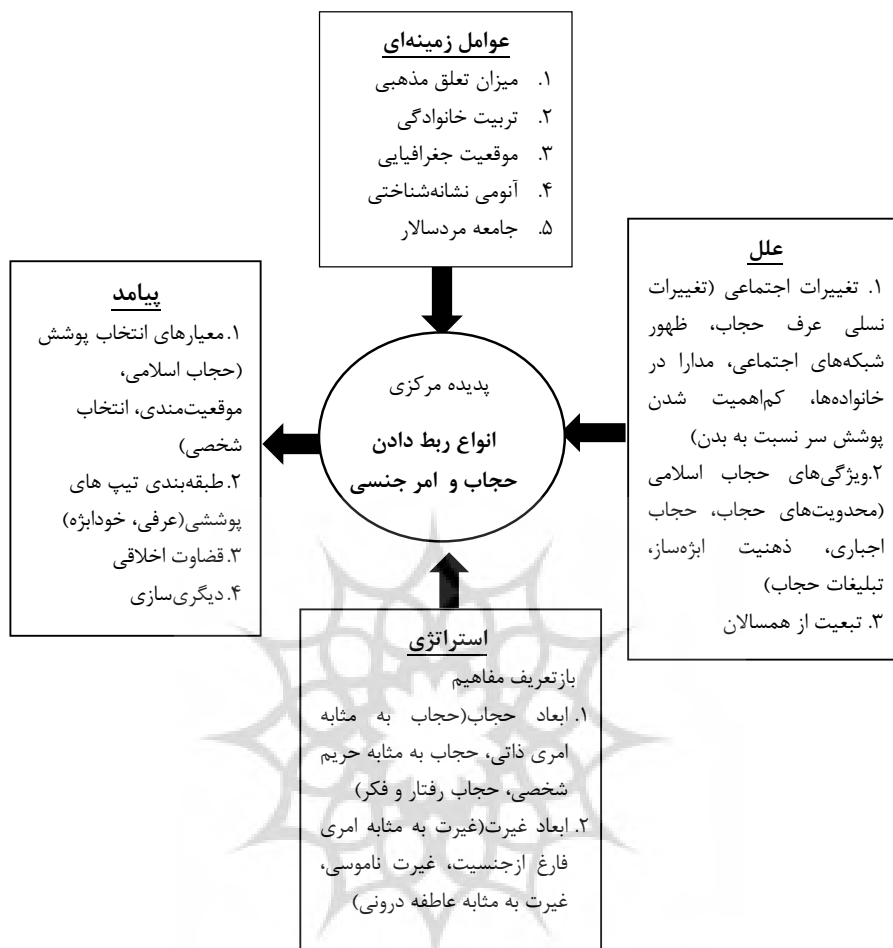 عوامل زمینه‌ای
۱. میزان تعلق مذهبی
۲. تربیت خانوادگی
۳. موقعیت جغرافیایی
۴. آنومی نشانه‌شناختی
۵. جامعه مردسالار
علل
۱. تغییرات اجتماعی (تغییرات
نسلی عرف حجاب، ظهور
شبکه‌های اجتماعی، مدارا در
خانواده‌ها، کم‌اهمیت شدن
پوشش سر نسبت به بدن)
۲.ویژگی‌های حجاب اسلامی
(محدویت‌های حجاب، حجاب
اجباری، ذهنیت ابژه‌ساز،
تبلیغات حجاب)
۳. تبعیت از همسالان
پدیده مرکزی
انواع ربط دادن
حجاب و امر جنسی
پیامد
۱.معیارهای انتخاب پوشش
(حجاب اسلامی،
موقعیت‌مندی، انتخاب
شخصی)
۲.طبقه‌بندی تیپ های
پوششی(عرفی، خودابژه)
۳.قضاوت اخلاقی
۴.دیگری‌سازی
استراتژی
بازتعریف مفاهیم
۱. ابعاد حجاب(حجاب به مثابه
امری ذاتی، حجاب به مثابه حریم
شخصی، حجاب رفتار و فکر)
۲. ابعاد غیرت(غیرت به مثابه امری
فارغ ازجنسیت، غیرت ناموسی،
غیرت به مثابه عاطفه درونی)